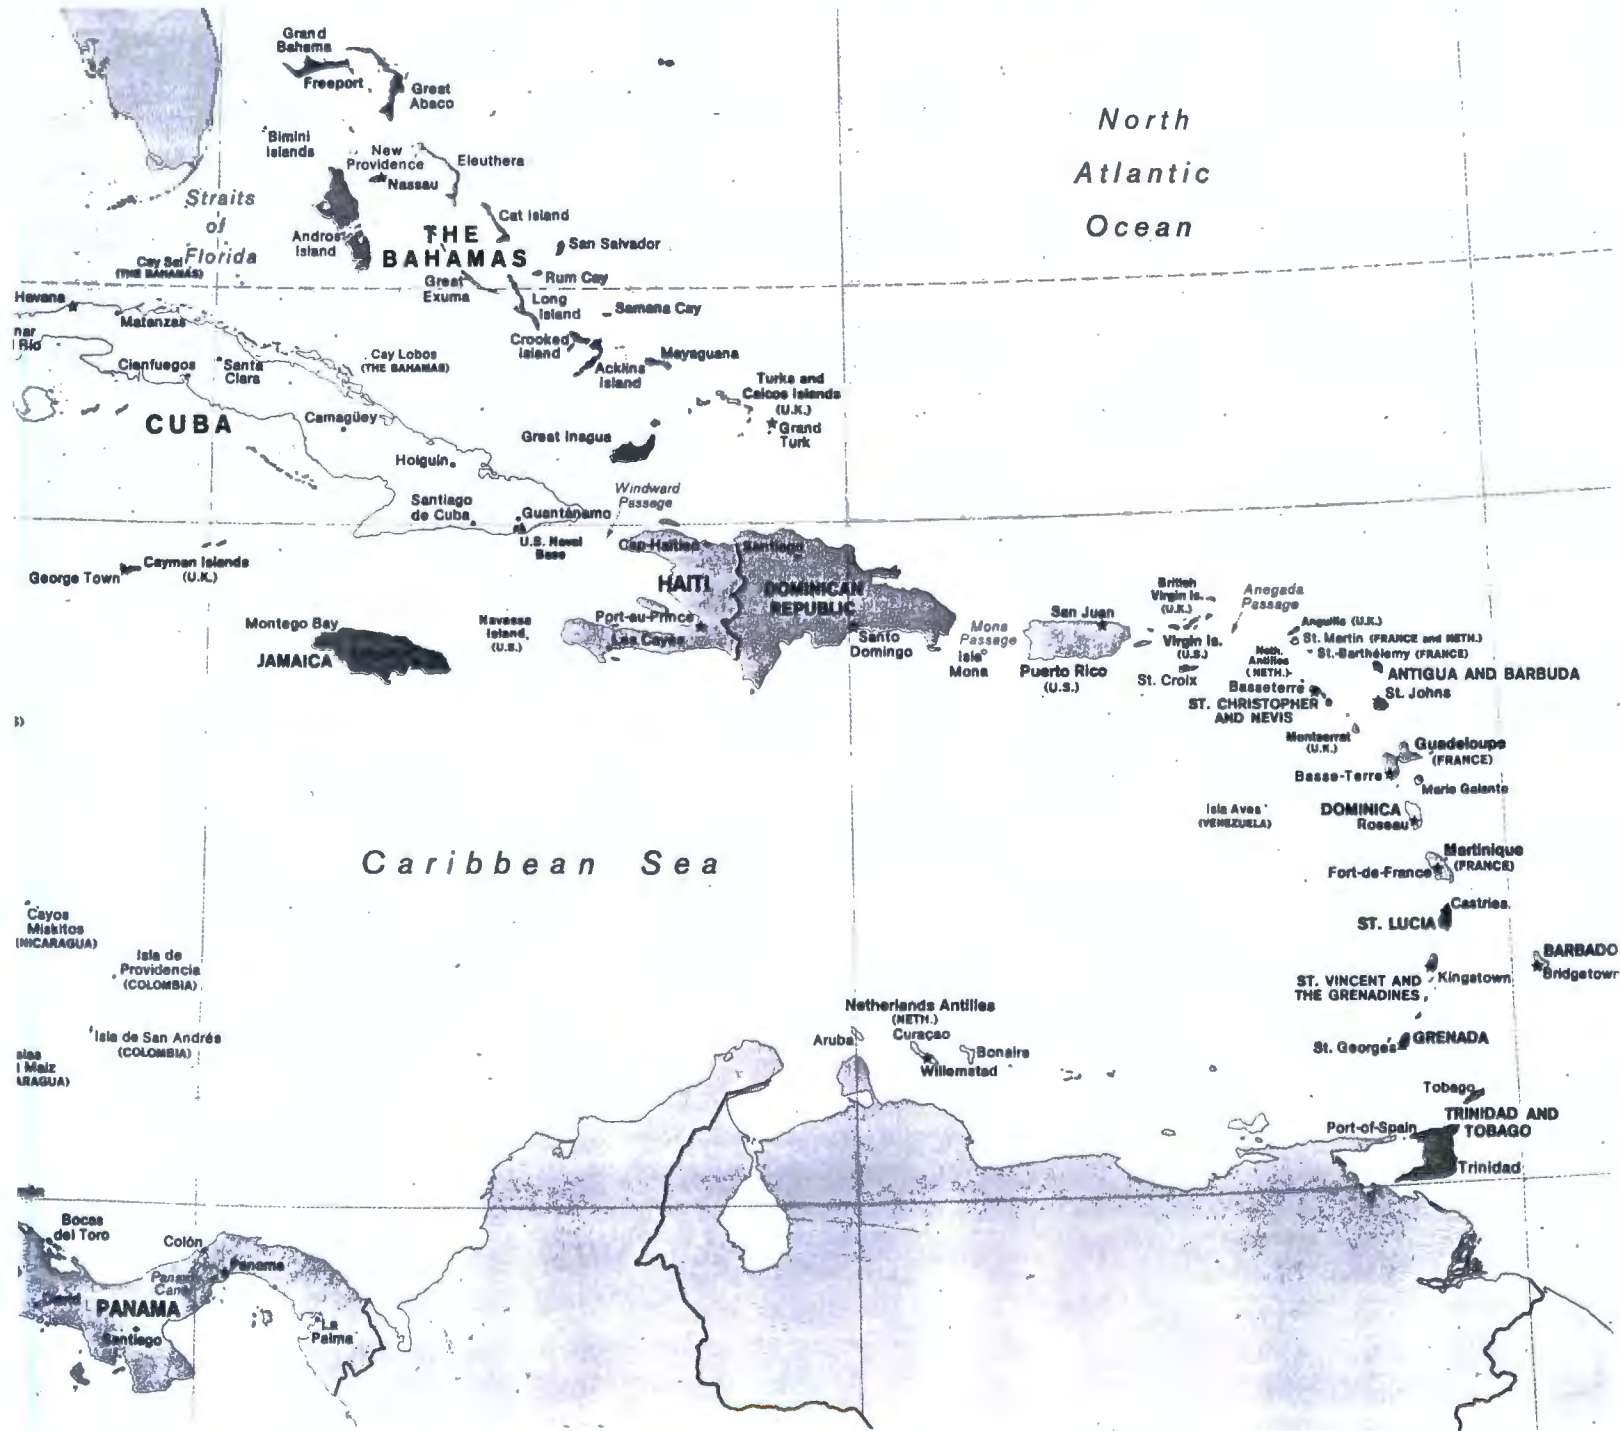 Grand
Bahama
Freeport
Great
Abaco
North
Atlantic
Ocean
Bimini
Islands
New
Providence
Nassau
Eleuthera
Straits
of
Florida
Andros
Island
THE
BAHAMAS
Cat Island
San Salvador
Cay Sal
(THE BAHAMAS)
Great
Exuma
Rum Cay
Long
Island
Samana Cay
Havana
Matanzas
nar
l Rio
Cienfuegos
Santa
Clara
Cay Lobos
(THE BAHAMAS)
Crooked
Island
Acklins
Island
Mayaguana
Turks and
Caicos Islands
(U.K.)
Grand
Turk
CUBA
Camagüey
Great Inagua
Holguin
Windward
Passage
Santiago
de Cuba
Guantánamo
U.S. Naval
Base
Cayman Islands
(U.K.)
George Town
Cap-Haitien
Santiago
HAITI
DOMINICAN
REPUBLIC
Montego Bay
JAMAICA
Navassa
Island
(U.S.)
Port-au-Prince
Les Cayes
Santo
Domingo
Mona
Passage
Isla
Mona
San Juan
Puerto Rico
(U.S.)
British
Virgin Is.
(U.K.)
Anegada
Passage
Virgin Is.
(U.S.)
St. Croix
Anguilla (U.K.)
St. Martin (FRANCE and NETH.)
St.-Barthélemy (FRANCE)
Neth.
Antilles
(NETH.)
Basseterre
ST. CHRISTOPHER
AND NEVIS
ANTIGUA AND BARBUDA
St. Johns
Montserrat
(U.K.)
Guadeloupe
(FRANCE)
Basse-Terre
Marie Galante
Isla Aves
(VENEZUELA)
DOMINICA
Roseau
Caribbean Sea
Martinique
(FRANCE)
Fort-de-France
Castries
ST. LUCIA
Cayos
Miskitos
(NICARAGUA)
Isla de
Providencia
(COLOMBIA)
BARBADO
Bridgetown
ST. VINCENT AND
THE GRENADINES
Kingstown
Isla de San Andrés
(COLOMBIA)
Netherlands Antilles
(NETH.)
Aruba
Curaçao
Bonaire
Willemstad
St. Georges
GRENADA
slas
l Maiz
ARAGUA)
Tobago
TRINIDAD AND
TOBAGO
Port-of-Spain
Trinidad
Bocas
del Toro
Colón
Panama
Panama
Canal
David
PANAMA
Santiago
La
Palma